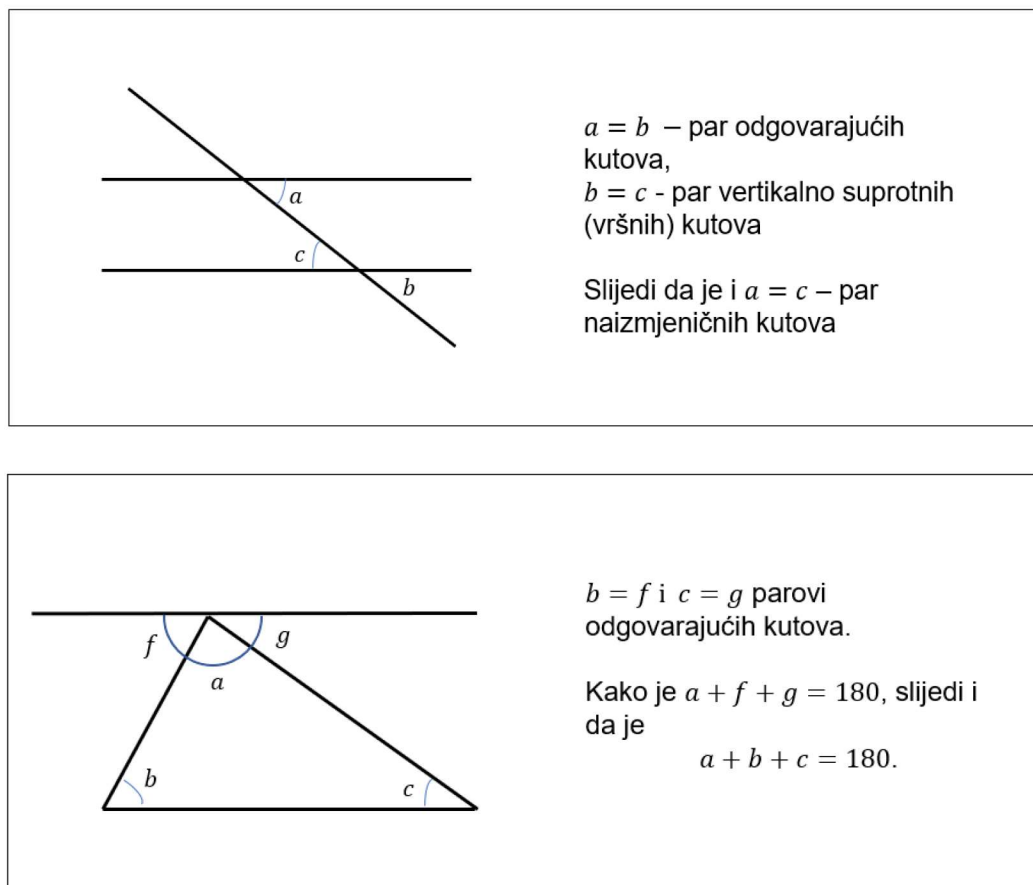 a = b – par odgovarajućih
kutova,
b = c - par vertikalno suprotnih
(vršnih) kutova
Slijedi da je i a = c – par
naizmjeničnih kutova
a
c
b
b = f i c = g parovi
odgovarajućih kutova.
Kako je a + f + g = 180, slijedi i
da je
a + b + c = 180.
f
g
a
b
c